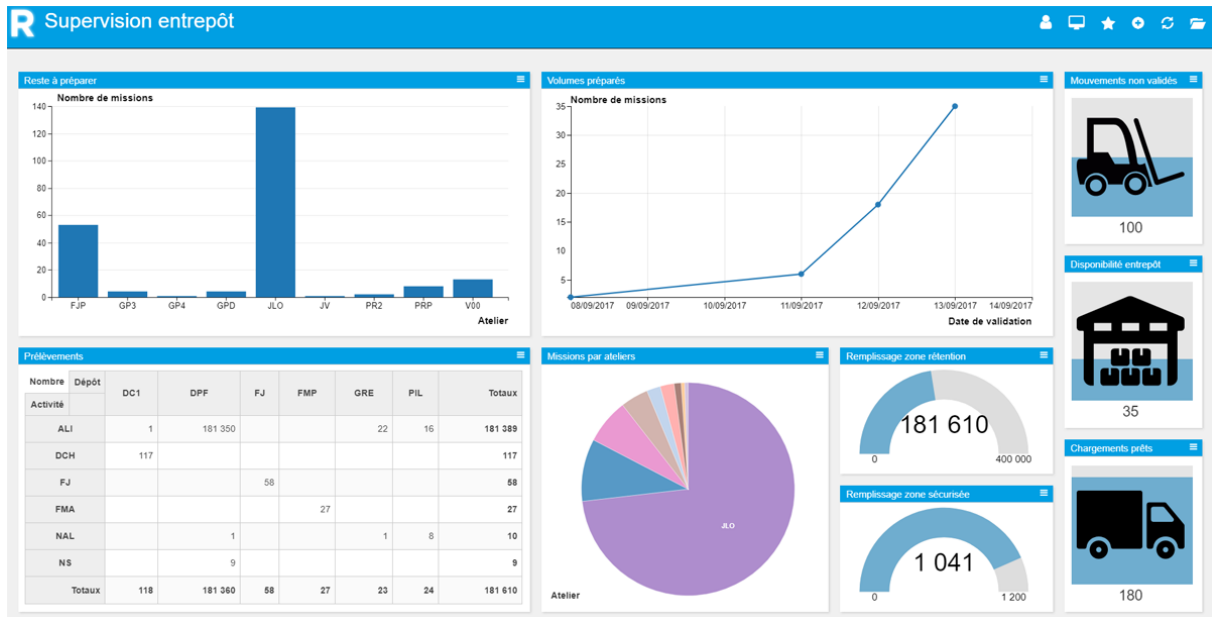 R Supervision entrepôt
Reste à préparer
Nombre de missions
140
120
100
80
60
40
20
0
FJP GP3 GP4 GPD JLO JV PR2 PRP V00
Atelier
Volumes préparés
Nombre de missions
35
30
25
20
15
10
5
08/09/2017 09/09/2017 10/09/2017 11/09/2017 12/09/2017 13/09/2017 14/09/2017
Date de validation
Mouvements non validés
100
Disponibilité entrepôt
35
Chargements prêts
180
Prélèvements
Nombre Dépôt DC1 DPF FJ FMP GRE PIL Totaux
Activité
ALI 1 181 350 22 16 181 389
DCH 117 117
FJ 58 58
FMA 27 27
NAL 1 1 8 10
NS 9 9
Totaux 118 181 360 58 27 23 24 181 610
Missions par ateliers
JLO
Atelier
Remplissage zone rétention
181 610
0 400 000
Remplissage zone sécurisée
1 041
0 1 200